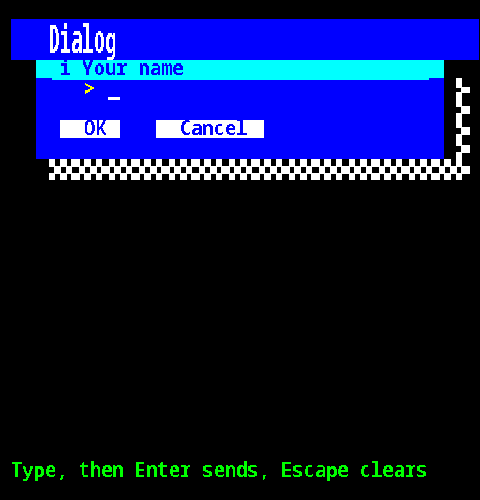 Dialog
i Your name
> _
OK Cancel
Type, then Enter sends, Escape clears